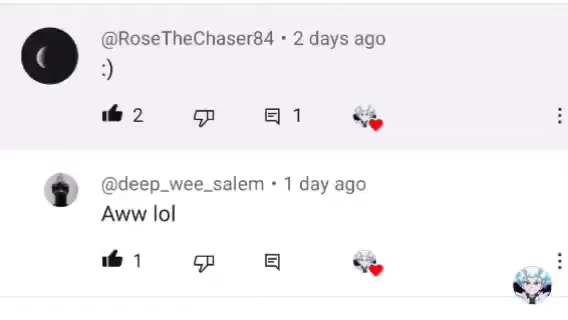 @RoseTheChaser84 • 2 days ago
:)
2 1
@deep_wee_salem • 1 day ago
Aww lol
1